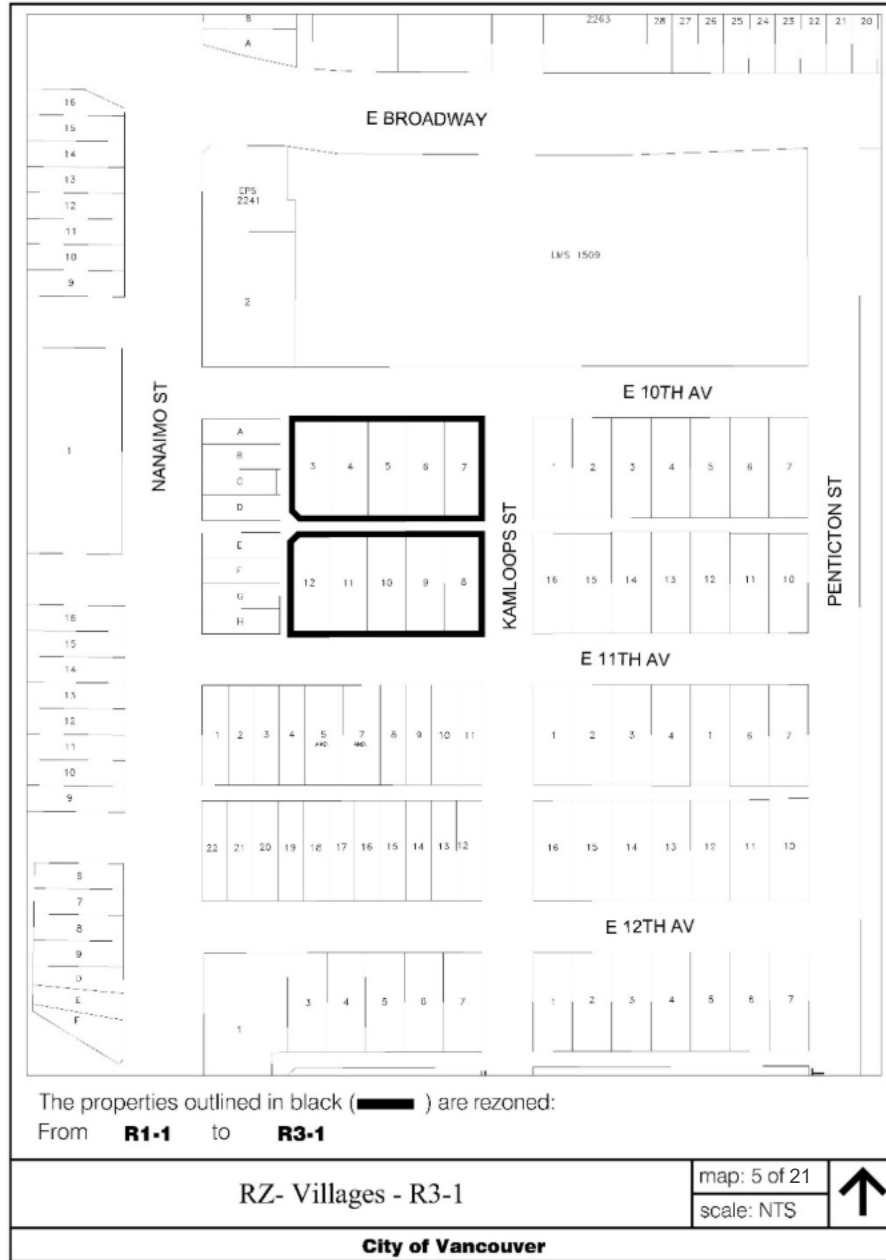 B
A
2263 28 27 26 25 24 23 22 21 20
E BROADWAY
16
15
14
13
12
11
10
9
EPS
2241
2
LMS 1509
NANAIMO ST
1
E 10TH AV
A
B
C
D
3 4 5 6 7
1 2 3 4 5 6 7
KAMLOOPS ST
PENTICTON ST
E
F
G
H
12 11 10 9 8
16 15 14 13 12 11 10
E 11TH AV
16
15
14
13
12
11
10
9
1 2 3 4 5 7 8 9 10 11
AMD. AMD.
1 2 3 4 1 6 7
22 21 20 19 18 17 16 15 14 13 12
16 15 14 13 12 11 10
E 12TH AV
6
7
8
9
D
E
F
1
3 4 5 6 7
1 2 3 4 5 6 7
The properties outlined in black ( ) are rezoned:
From R1-1 to R3-1
RZ- Villages - R3-1
map: 5 of 21
scale: NTS
City of Vancouver